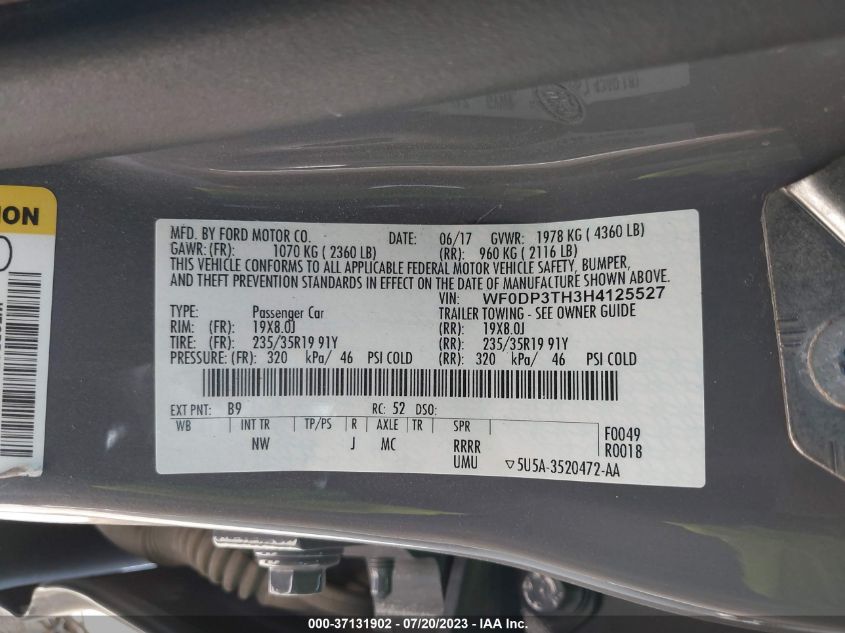 ION
MFD. BY FORD MOTOR CO. DATE: 06/17 GVWR: 1978 KG ( 4360 LB)
GAWR:(FR): 1070 KG ( 2360 LB) (RR): 960 KG ( 2116 LB)
THIS VEHICLE CONFORMS TO ALL APPLICABLE FEDERAL MOTOR VEHICLE SAFETY, BUMPER,
AND THEFT PREVENTION STANDARDS IN EFFECT ON THE DATE OF MANUFACTURE SHOWN ABOVE.
VIN: WF0DP3TH3H4125527
TYPE: Passenger Car TRAILER TOWING - SEE OWNER GUIDE
RIM: (FR): 19X8.0J (RR): 19X8.0J
TIRE: (FR): 235/35R19 91Y (RR): 235/35R19 91Y
PRESSURE: (FR): 320 kPa/ 46 PSI COLD (RR): 320 kPa/ 46 PSI COLD
EXT PNT: B9 RC: 52 DSO:
WB INT TR TP/PS R AXLE TR SPR F0049
NW J MC RRRR R0018
UMU ▽5U5A-3520472-AA
000-37131902 - 07/20/2023 - IAA Inc.